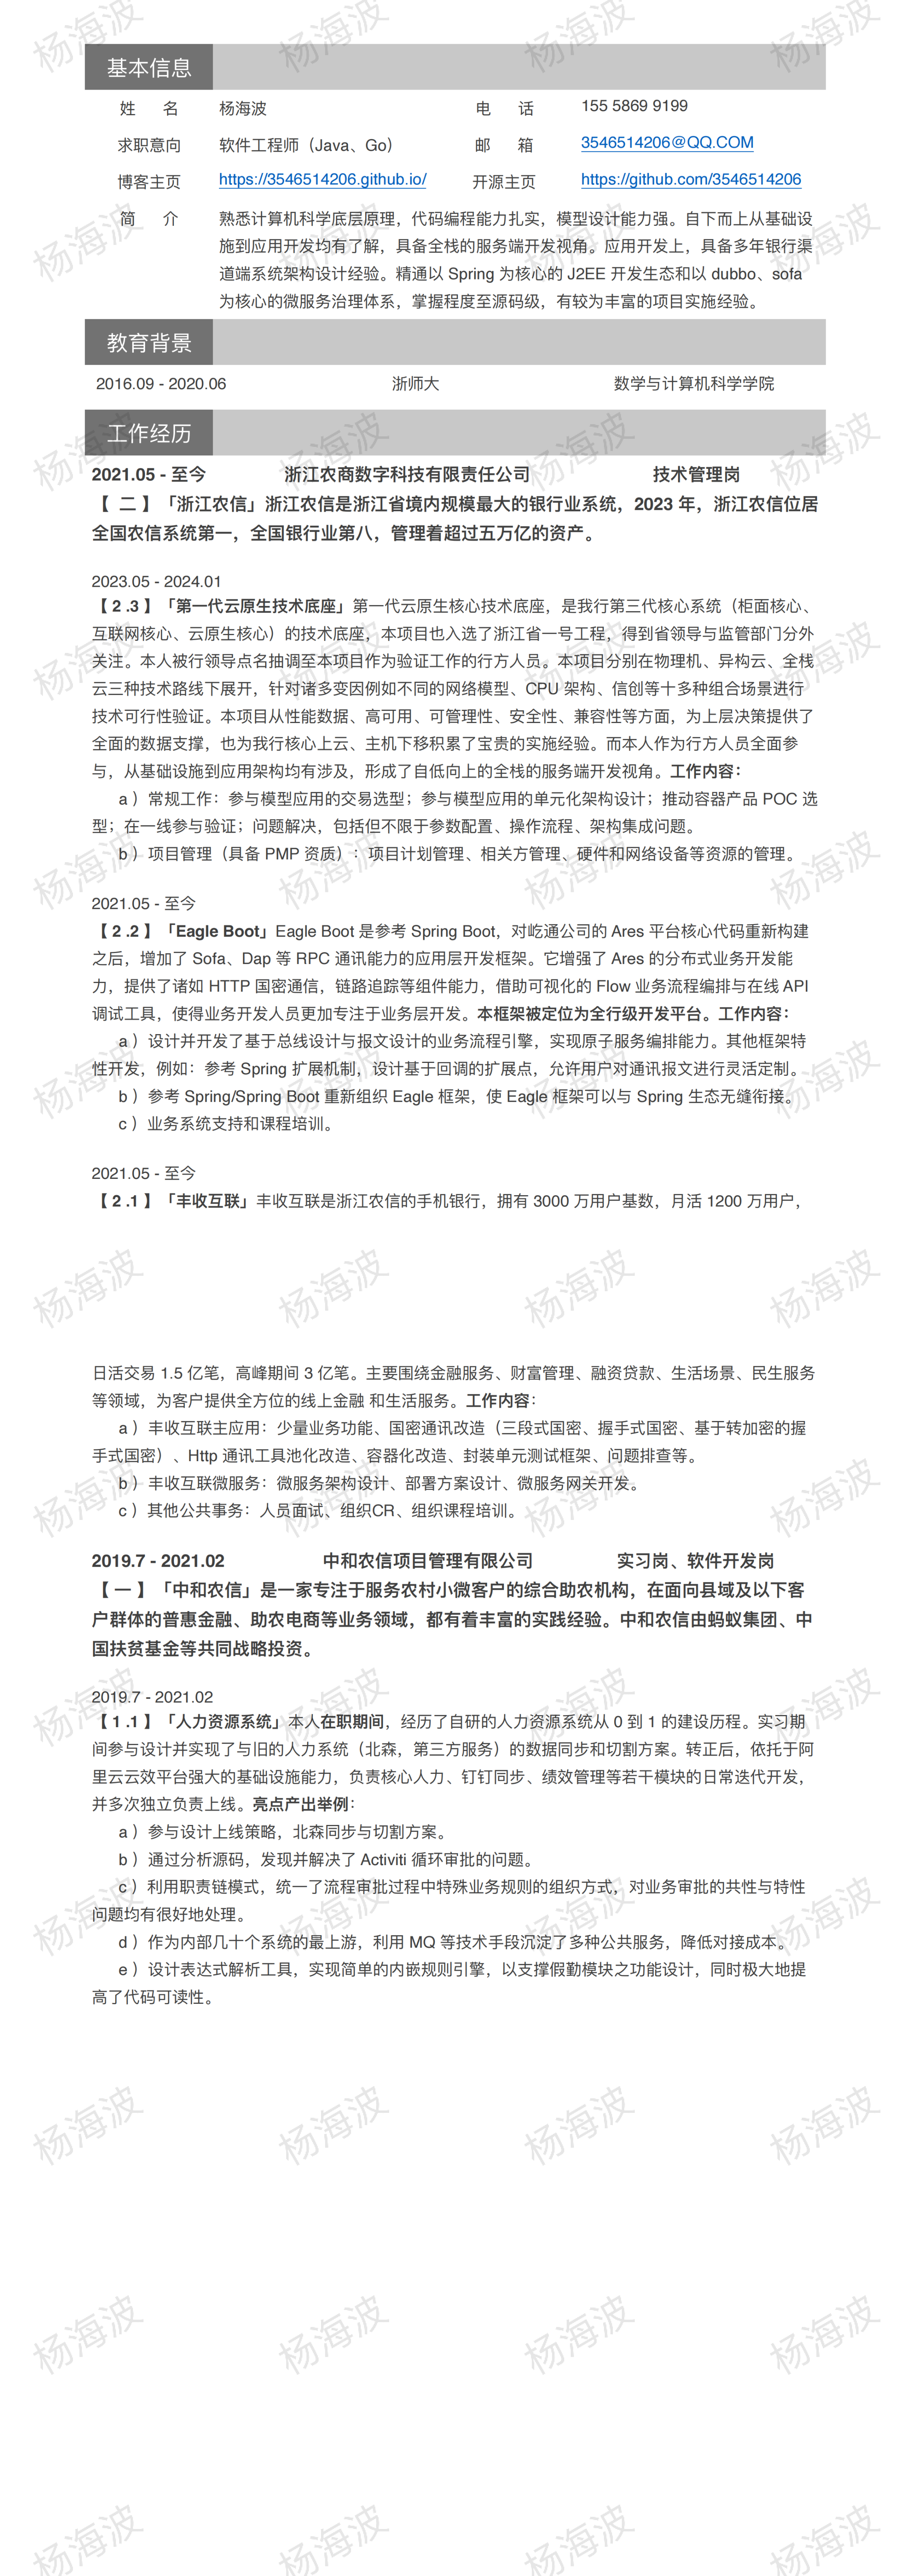 基本信息
姓 名 杨海波 电 话 155 5869 9199
求职意向 软件工程师（Java、Go） 邮 箱 3546514206@QQ.COM
博客主页 https://3546514206.github.io/ 开源主页 https://github.com/3546514206
简 介 熟悉计算机科学底层原理，代码编程能力扎实，模型设计能力强。自下而上从基础设
施到应用开发均有了解，具备全栈的服务端开发视角。应用开发上，具备多年银行渠
道端系统架构设计经验。精通以 Spring 为核心的 J2EE 开发生态和以 dubbo、sofa
为核心的微服务治理体系，掌握程度至源码级，有较为丰富的项目实施经验。
教育背景
2016.09 - 2020.06 浙师大 数学与计算机科学学院
工作经历
2021.05 - 至今 浙江农商数字科技有限责任公司 技术管理岗
【 二 】「浙江农信」浙江农信是浙江省境内规模最大的银行业系统，2023 年，浙江农信位居
全国农信系统第一，全国银行业第八，管理着超过五万亿的资产。
2023.05 - 2024.01
【 2 .3 】「第一代云原生技术底座」第一代云原生核心技术底座，是我行第三代核心系统（柜面核心、
互联网核心、云原生核心）的技术底座，本项目也入选了浙江省一号工程，得到省领导与监管部门分外
关注。本人被行领导点名抽调至本项目作为验证工作的行方人员。本项目分别在物理机、异构云、全栈
云三种技术路线下展开，针对诸多变因例如不同的网络模型、CPU 架构、信创等十多种组合场景进行
技术可行性验证。本项目从性能数据、高可用、可管理性、安全性、兼容性等方面，为上层决策提供了
全面的数据支撑，也为我行核心上云、主机下移积累了宝贵的实施经验。而本人作为行方人员全面参
与，从基础设施到应用架构均有涉及，形成了自低向上的全栈的服务端开发视角。工作内容：
a ）常规工作：参与模型应用的交易选型；参与模型应用的单元化架构设计；推动容器产品 POC 选
型；在一线参与验证；问题解决，包括但不限于参数配置、操作流程、架构集成问题。
b ）项目管理（具备 PMP 资质）：项目计划管理、相关方管理、硬件和网络设备等资源的管理。
2021.05 - 至今
【 2 .2 】「Eagle Boot」Eagle Boot 是参考 Spring Boot，对屹通公司的 Ares 平台核心代码重新构建
之后，增加了 Sofa、Dap 等 RPC 通讯能力的应用层开发框架。它增强了 Ares 的分布式业务开发能
力，提供了诸如 HTTP 国密通信，链路追踪等组件能力，借助可视化的 Flow 业务流程编排与在线 API
调试工具，使得业务开发人员更加专注于业务层开发。本框架被定位为全行级开发平台。工作内容：
a ）设计并开发了基于总线设计与报文设计的业务流程引擎，实现原子服务编排能力。其他框架特
性开发，例如：参考 Spring 扩展机制，设计基于回调的扩展点，允许用户对通讯报文进行灵活定制。
b ）参考 Spring/Spring Boot 重新组织 Eagle 框架，使 Eagle 框架可以与 Spring 生态无缝衔接。
c ）业务系统支持和课程培训。
2021.05 - 至今
【 2 .1 】「丰收互联」丰收互联是浙江农信的手机银行，拥有 3000 万用户基数，月活 1200 万用户，
日活交易 1.5 亿笔，高峰期间 3 亿笔。主要围绕金融服务、财富管理、融资贷款、生活场景、民生服务
等领域，为客户提供全方位的线上金融 和生活服务。工作内容：
a ）丰收互联主应用：少量业务功能、国密通讯改造（三段式国密、握手式国密、基于转加密的握
手式国密）、Http 通讯工具池化改造、容器化改造、封装单元测试框架、问题排查等。
b ）丰收互联微服务：微服务架构设计、部署方案设计、微服务网关开发。
c ）其他公共事务：人员面试、组织CR、组织课程培训。
2019.7 - 2021.02 中和农信项目管理有限公司 实习岗、软件开发岗
【 一 】「中和农信」是一家专注于服务农村小微客户的综合助农机构，在面向县域及以下客
户群体的普惠金融、助农电商等业务领域，都有着丰富的实践经验。中和农信由蚂蚁集团、中
国扶贫基金等共同战略投资。
2019.7 - 2021.02
【 1 .1 】「人力资源系统」本人在职期间，经历了自研的人力资源系统从 0 到 1 的建设历程。实习期
间参与设计并实现了与旧的人力系统（北森，第三方服务）的数据同步和切割方案。转正后，依托于阿
里云云效平台强大的基础设施能力，负责核心人力、钉钉同步、绩效管理等若干模块的日常迭代开发，
并多次独立负责上线。亮点产出举例：
a ）参与设计上线策略，北森同步与切割方案。
b ）通过分析源码，发现并解决了 Activiti 循环审批的问题。
c ）利用职责链模式，统一了流程审批过程中特殊业务规则的组织方式，对业务审批的共性与特性
问题均有很好地处理。
d ）作为内部几十个系统的最上游，利用 MQ 等技术手段沉淀了多种公共服务，降低对接成本。
e ）设计表达式解析工具，实现简单的内嵌规则引擎，以支撑假勤模块之功能设计，同时极大地提
高了代码可读性。